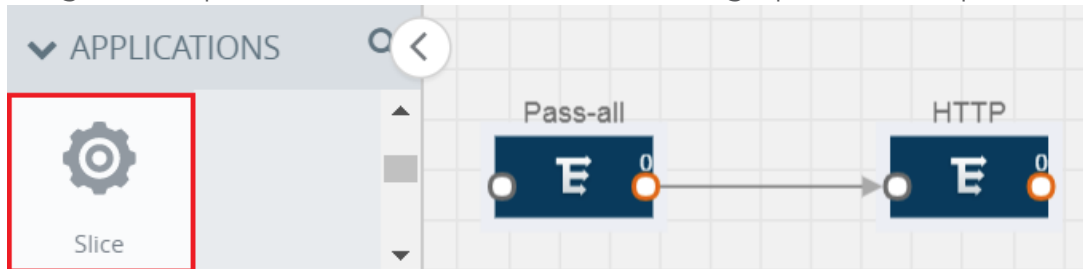 APPLICATIONS
Pass-all
HTTP
0
0
Slice